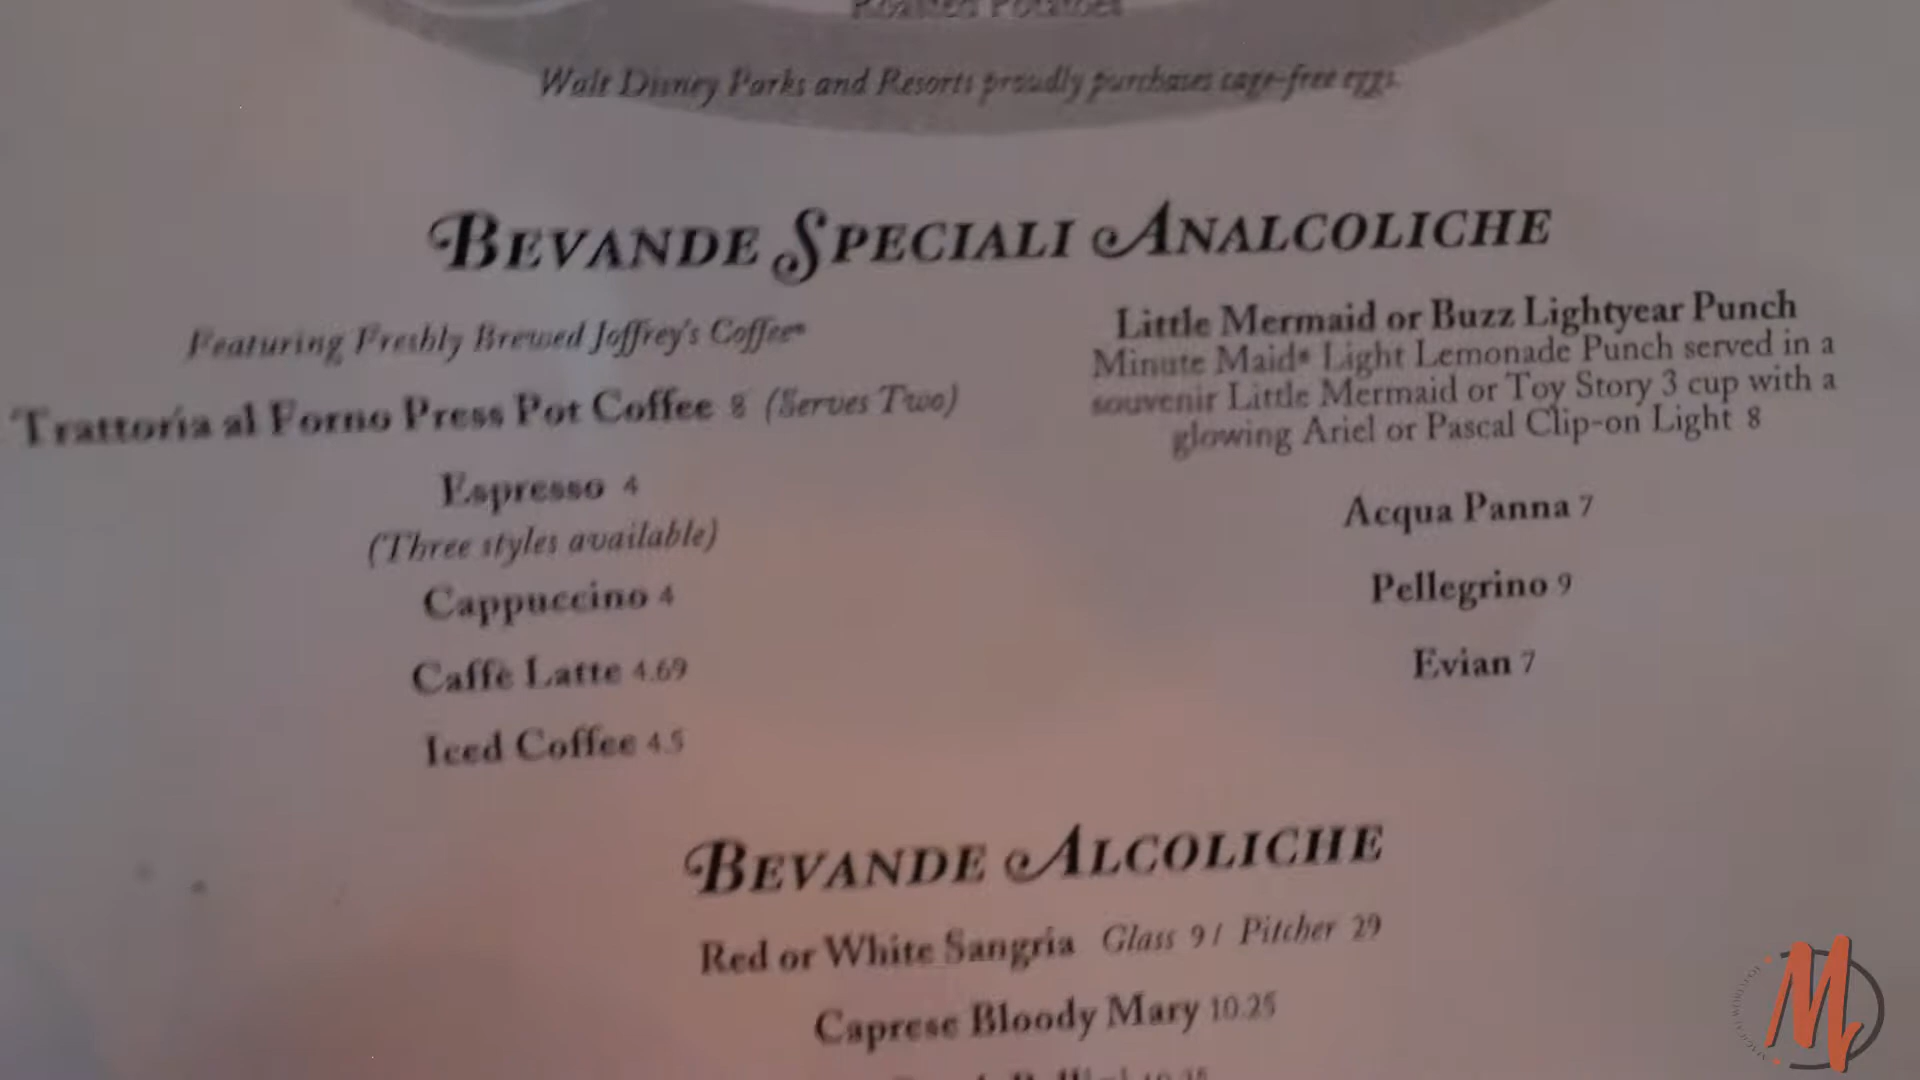 Roasted Potatoes
Walt Disney Parks and Resorts proudly purchases cage-free eggs.
BEVANDE SPECIALI ANALCOLICHE
Featuring Freshly Brewed Joffrey's Coffee®
Trattoria al Forno Press Pot Coffee 8 (Serves Two)
Espresso 4
(Three styles available)
Cappuccino 4
Caffè Latte 4.69
Iced Coffee 4.5
Little Mermaid or Buzz Lightyear Punch
Minute Maid® Light Lemonade Punch served in a
souvenir Little Mermaid or Toy Story 3 cup with a
glowing Ariel or Pascal Clip-on Light 8
Acqua Panna 7
Pellegrino 9
Evian 7
BEVANDE ALCOLICHE
Red or White Sangria Glass 9 / Pitcher 29
Caprese Bloody Mary 10.25
M